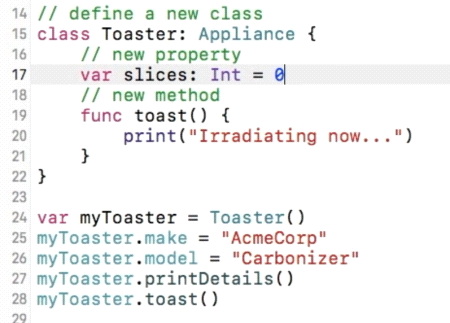 14 // define a new class
15 class Toaster: Appliance {
16     // new property
17     var slices: Int = 0
18     // new method
19     func toast() {
20         print("Irradiating now...")
21     }
22 }
23
24 var myToaster = Toaster()
25 myToaster.make = "AcmeCorp"
26 myToaster.model = "Carbonizer"
27 myToaster.printDetails()
28 myToaster.toast()
29